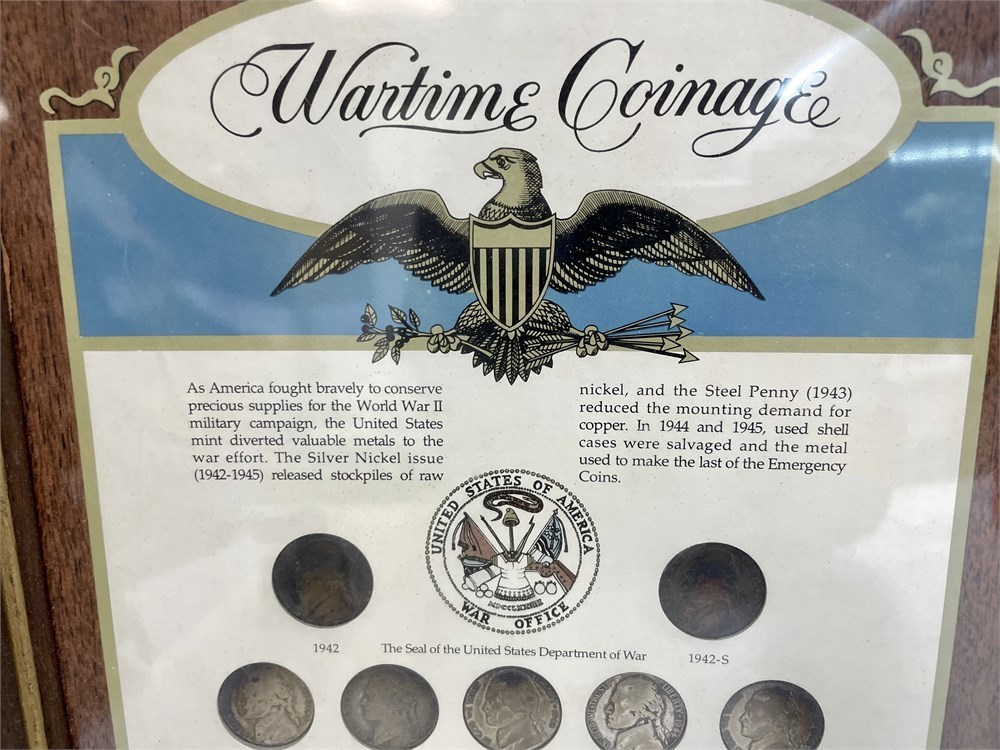 Wartime Coinage
As America fought bravely to conserve
precious supplies for the World War II
military campaign, the United States
mint diverted valuable metals to the
war effort. The Silver Nickel issue
(1942-1945) released stockpiles of raw
nickel, and the Steel Penny (1943)
reduced the mounting demand for
copper. In 1944 and 1945, used shell
cases were salvaged and the metal
used to make the last of the Emergency
Coins.
UNITED STATES OF AMERICA
WAR OFFICE
1942
The Seal of the United States Department of War
1942-S
LIBERTY